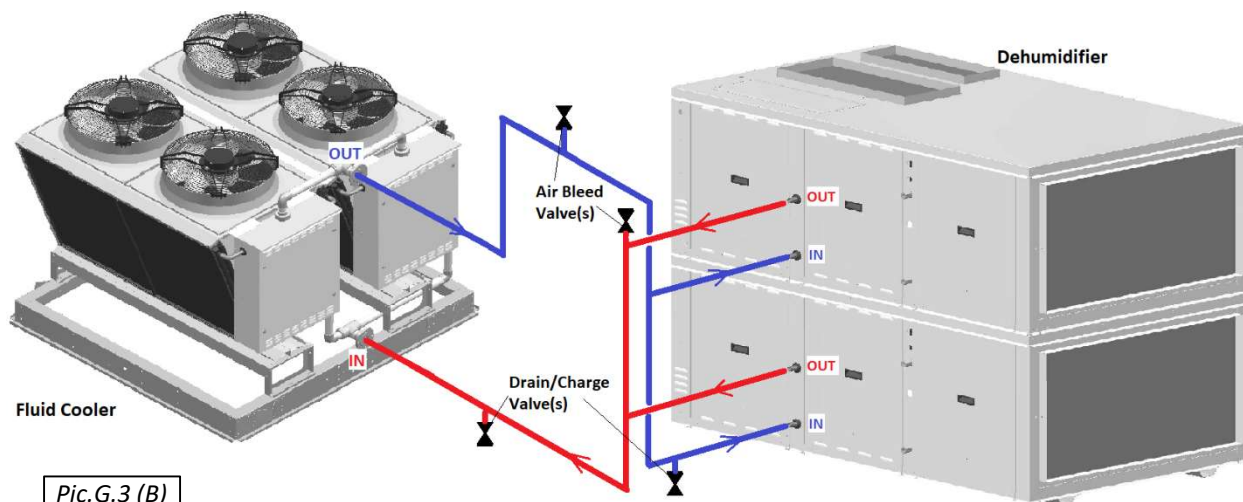 Dehumidifier
OUT
Air Bleed
Valve(s)
OUT
IN
IN
OUT
Drain/Charge
Valve(s)
Fluid Cooler
IN
Pic.G.3 (B)